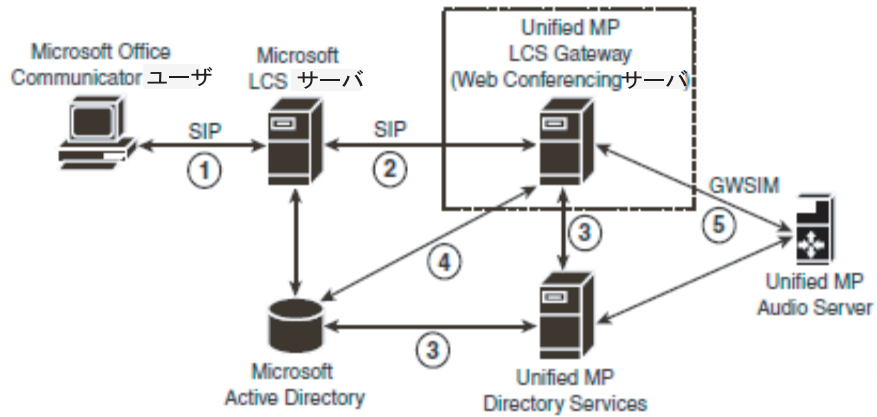 Microsoft Office
Communicator ユーザ
Microsoft
LCS サーバ
Unified MP
LCS Gateway
(Web Conferencingサーバ)
SIP
1
SIP
2
GWSIM
5
3
4
3
Unified MP
Audio Server
Microsoft
Active Directory
Unified MP
Directory Services